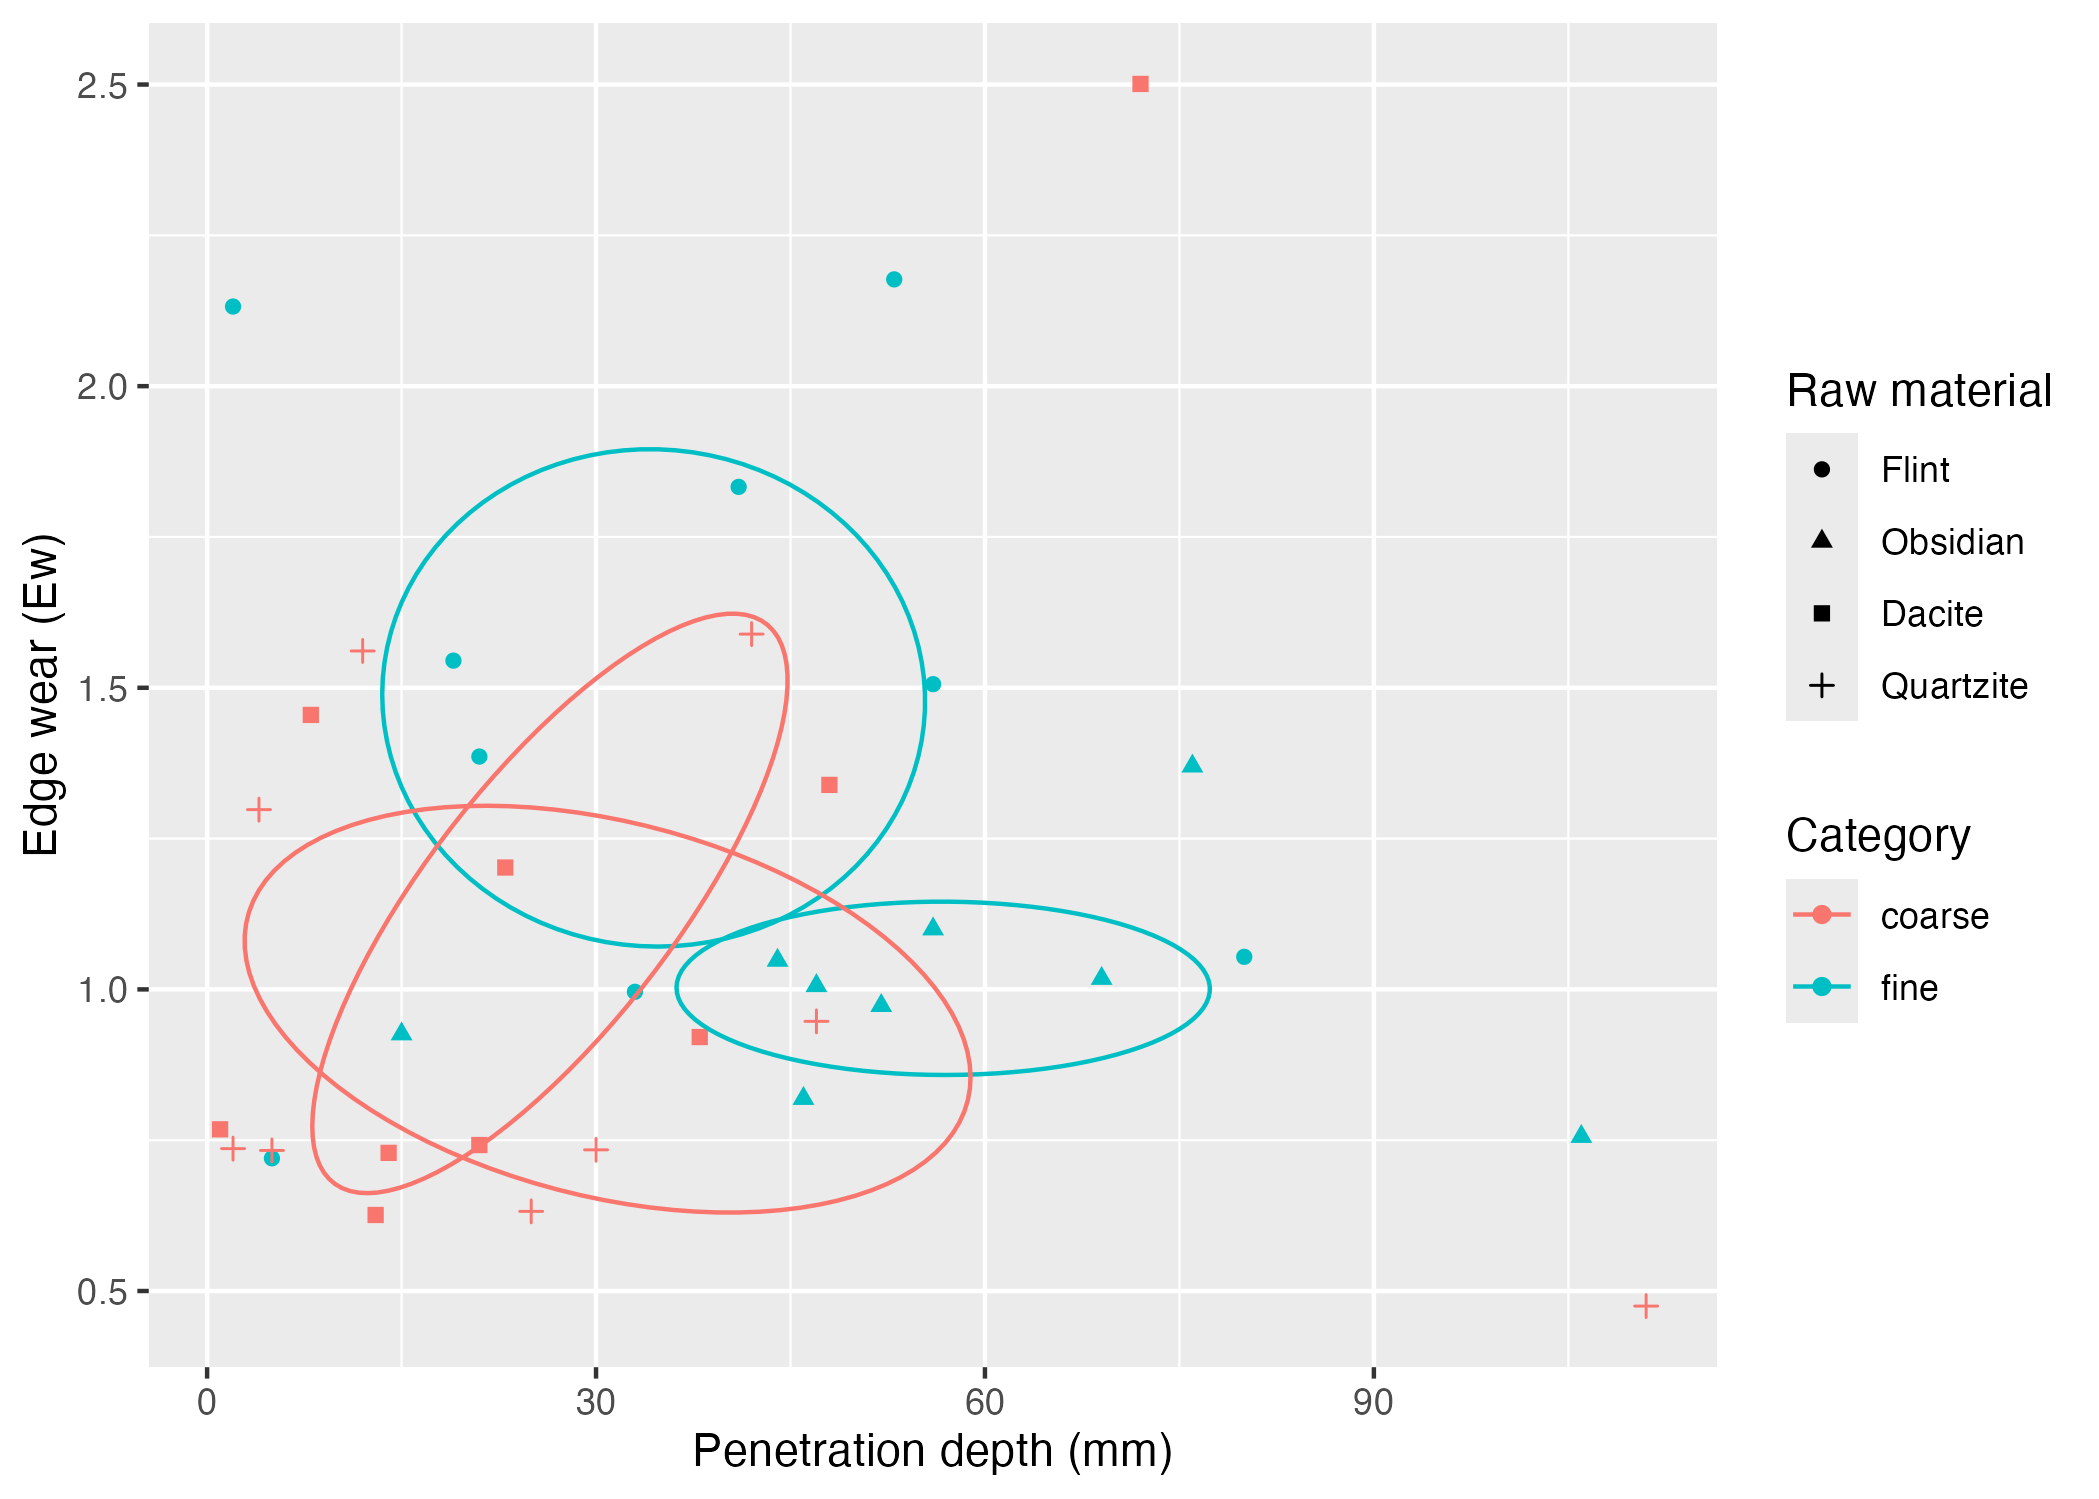 2.5
2.0
1.5
1.0
0.5
Edge wear (Ew)
0
30
60
90
Penetration depth (mm)
Raw material
Flint
Obsidian
Dacite
Quartzite
Category
coarse
fine